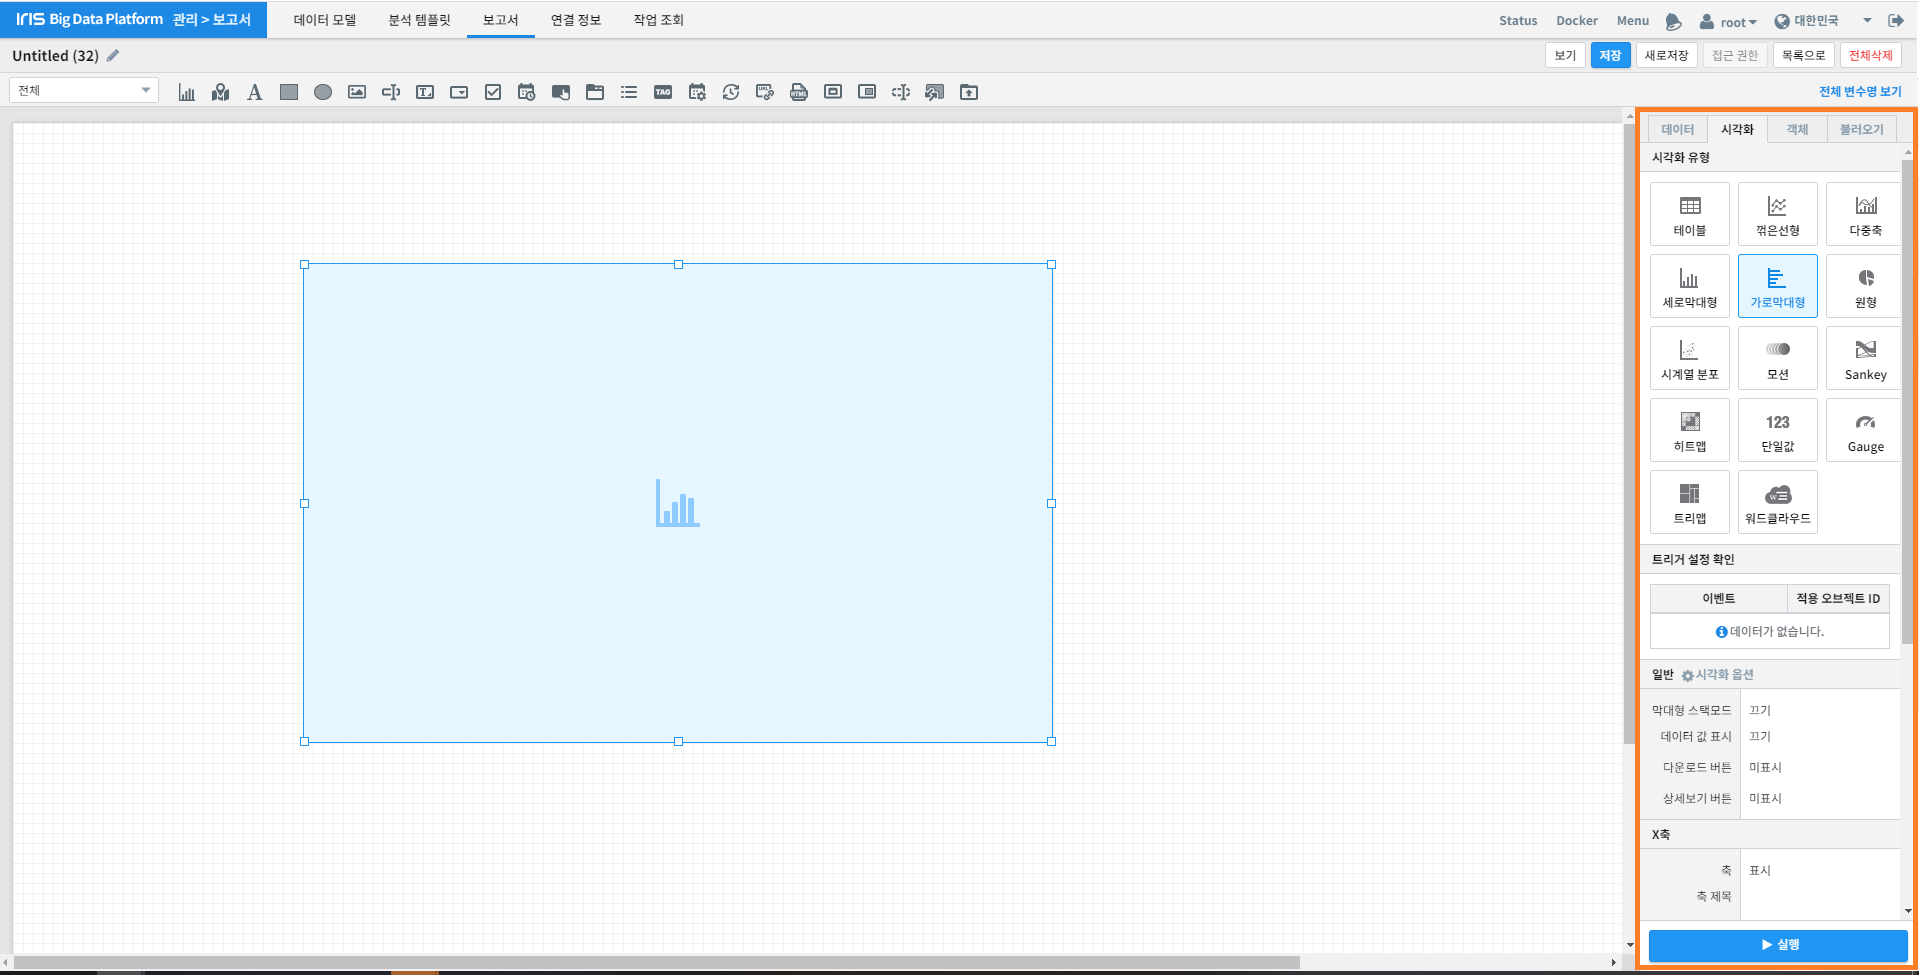 IRIS Big Data Platform 관리 > 보고서 데이터 모델 분석 템플릿 보고서 연결 정보 작업 조회 Status Docker Menu root 대한민국
Untitled (32) 보기 저장 새로저장 접근 권한 목록으로 전체삭제
전체 A T TAG URL HTML 전체 변수명 보기
데이터 시각화 객체 불러오기
시각화 유형
테이블 꺾은선형 다중축
세로막대형 가로막대형 원형
시계열 분포 모션 Sankey
123
히트맵 단일값 Gauge
W
트리맵 워드클라우드
트리거 설정 확인
이벤트 적용 오브젝트 ID
데이터가 없습니다.
일반 시각화 옵션
막대형 스택모드 끄기
데이터 값 표시 끄기
다운로드 버튼 미표시
상세보기 버튼 미표시
X축
축 표시
축 제목
실행